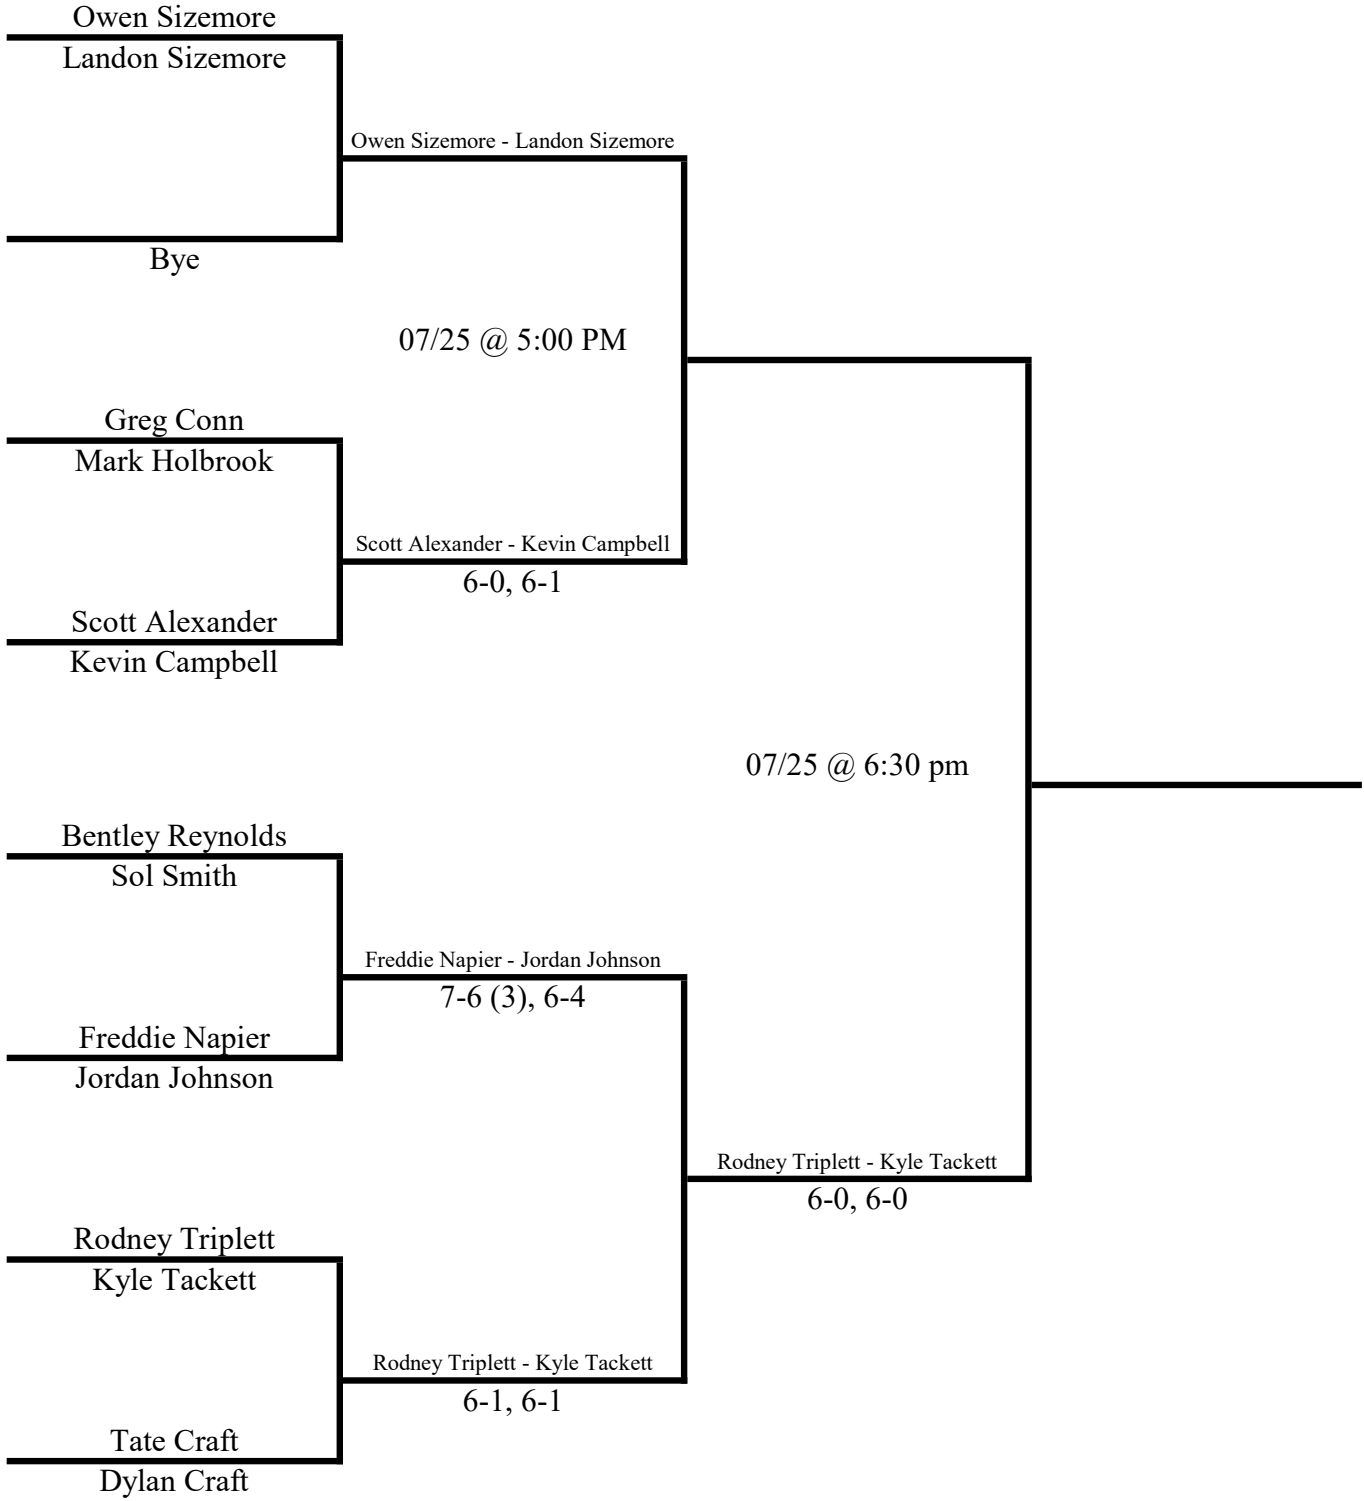 Owen Sizemore
Landon Sizemore
Owen Sizemore - Landon Sizemore
Bye
07/25 @ 5:00 PM
Greg Conn
Mark Holbrook
Scott Alexander - Kevin Campbell
6-0, 6-1
Scott Alexander
Kevin Campbell
07/25 @ 6:30 pm
Bentley Reynolds
Sol Smith
Freddie Napier - Jordan Johnson
7-6 (3), 6-4
Freddie Napier
Jordan Johnson
Rodney Triplett - Kyle Tackett
6-0, 6-0
Rodney Triplett
Kyle Tackett
Rodney Triplett - Kyle Tackett
6-1, 6-1
Tate Craft
Dylan Craft